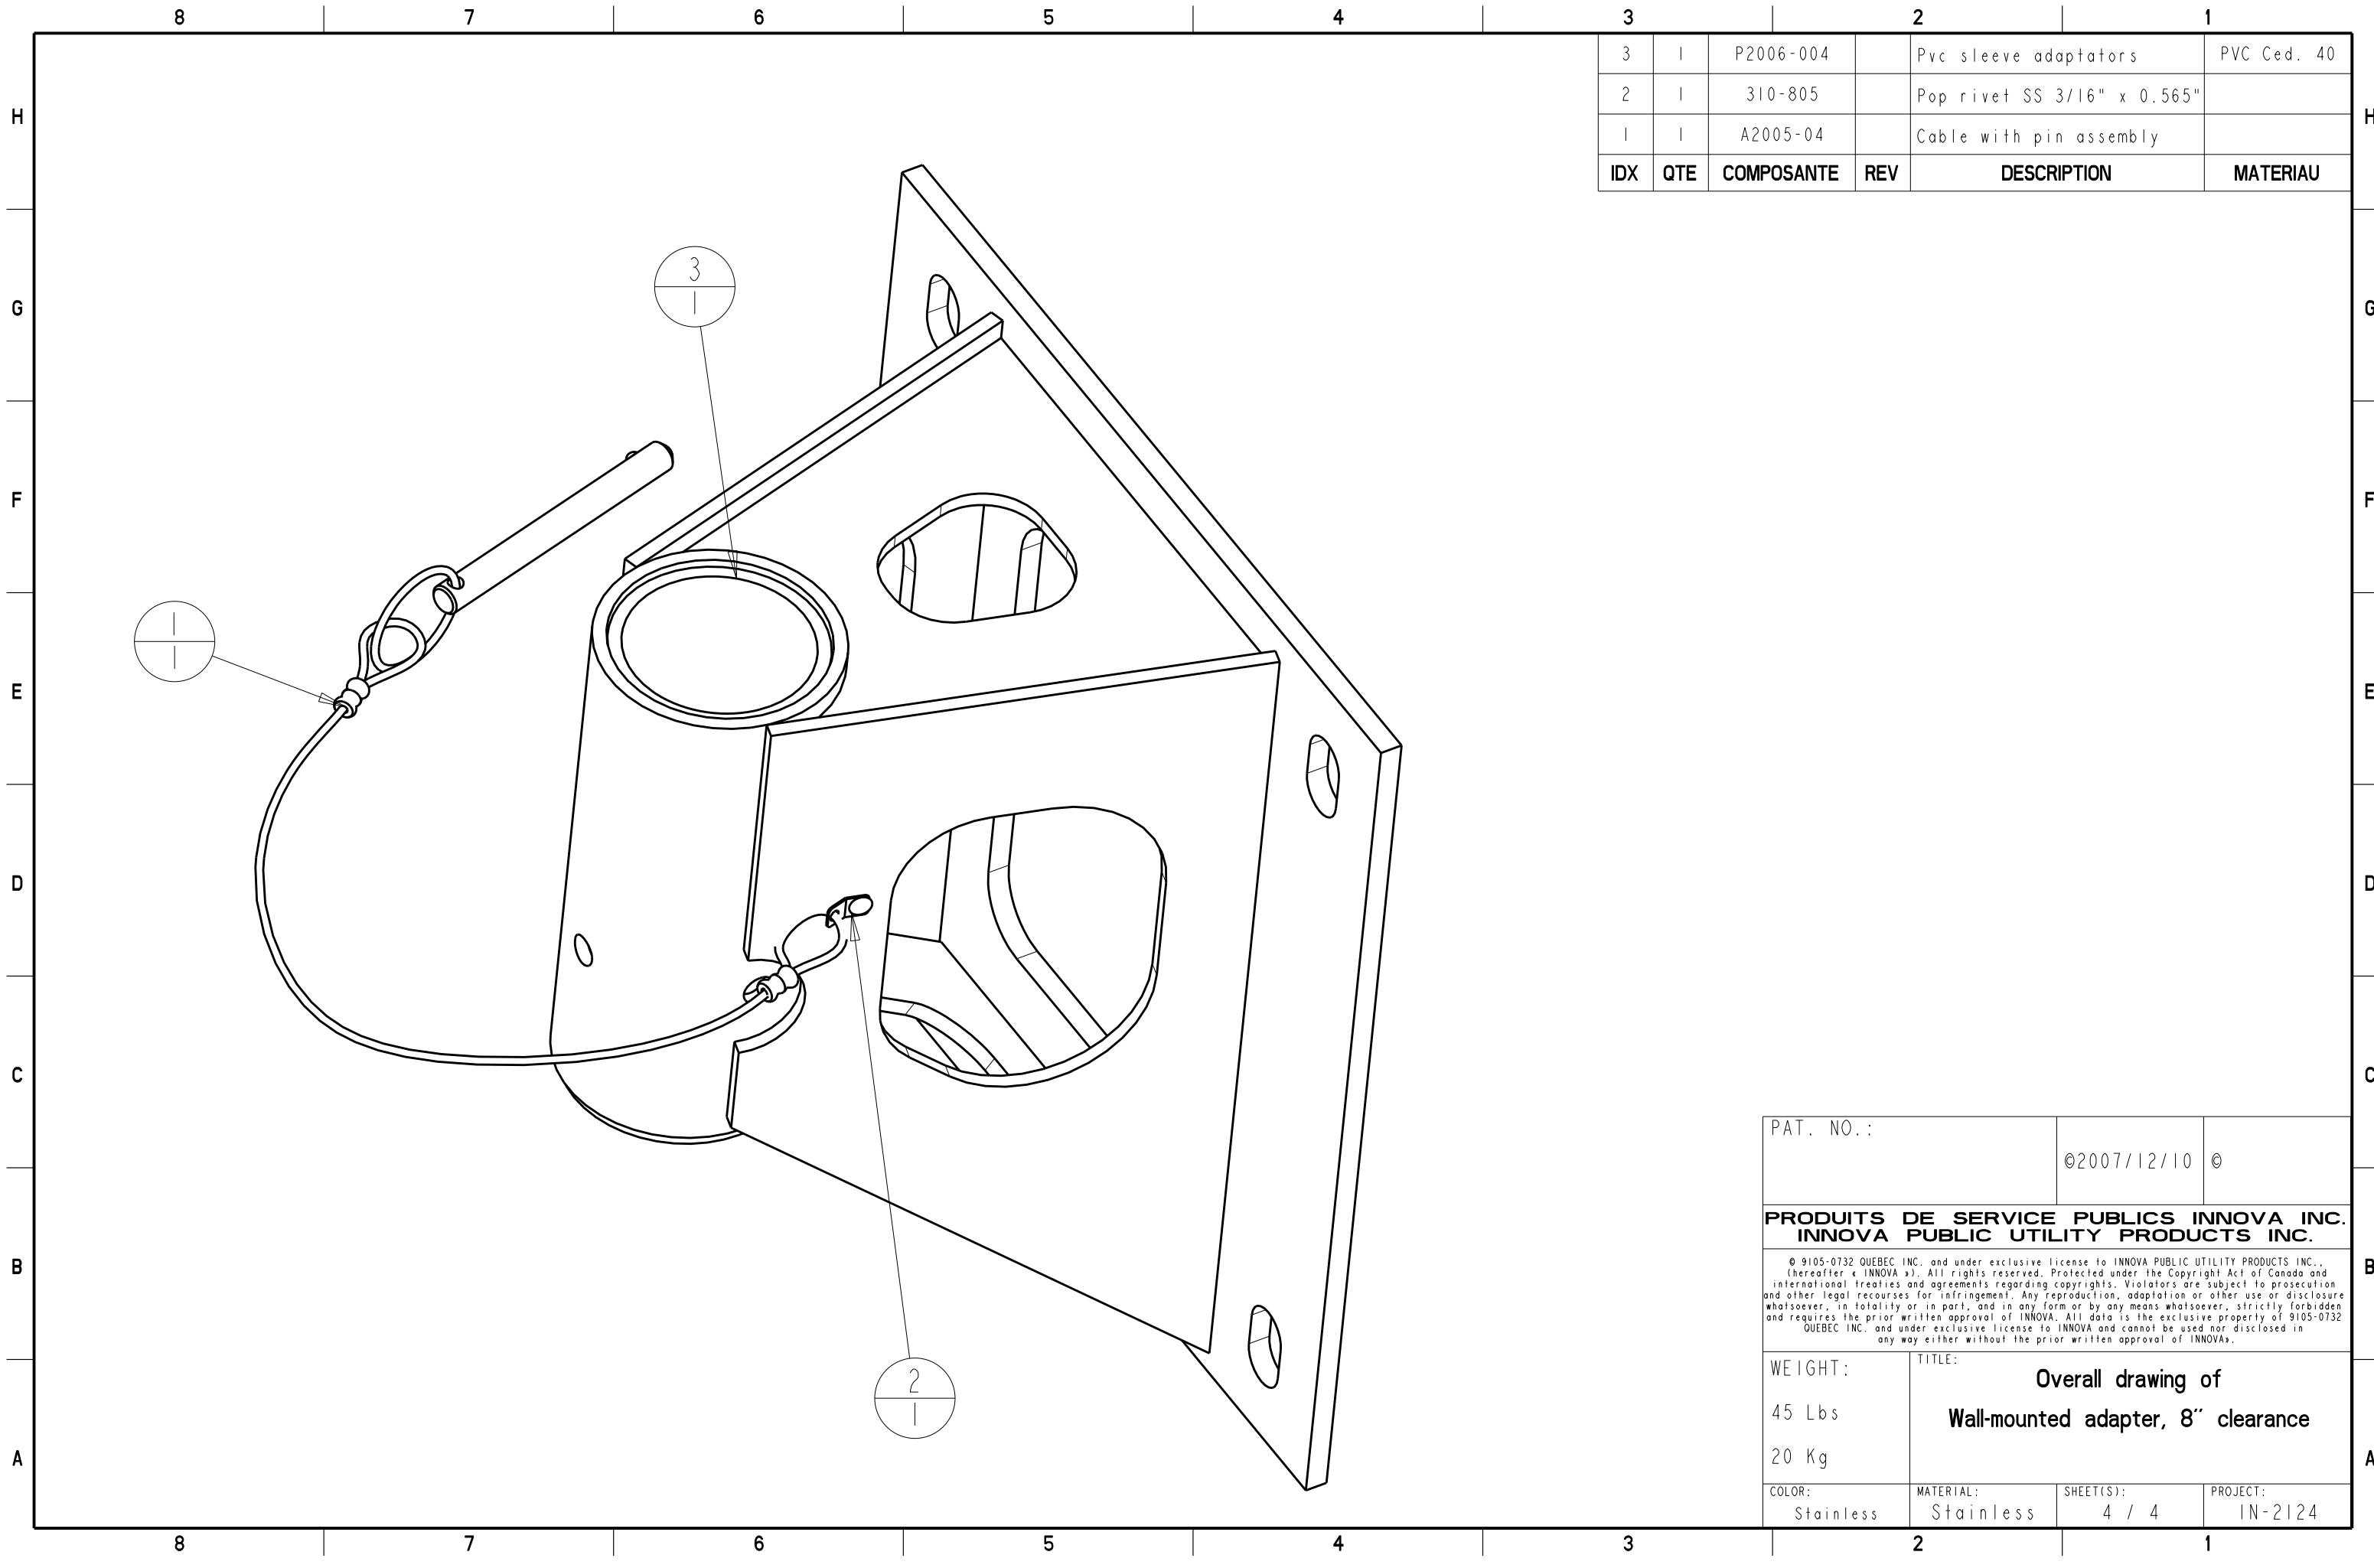 8 7 6 5 4 3 2 1
H H
G G
F F
E E
D D
C C
B B
A A
3 1 P2006-004 Pvc sleeve adaptators PVC Ced. 40
2 1 310-805 Pop rivet SS 3/16" x 0.565"
1 1 A2005-04 Cable with pin assembly
IDX QTE COMPOSANTE REV DESCRIPTION MATERIAU
3
1
1
1
2
1
PAT. NO.:
©2007/12/10 ©
PRODUITS DE SERVICE PUBLICS INNOVA INC.
INNOVA PUBLIC UTILITY PRODUCTS INC.
© 9105-0732 QUEBEC INC. and under exclusive license to INNOVA PUBLIC UTILITY PRODUCTS INC.,
(hereafter « INNOVA »). All rights reserved. Protected under the Copyright Act of Canada and
international treaties and agreements regarding copyrights. Violators are subject to prosecution
and other legal recourses for infringement. Any reproduction, adaptation or other use or disclosure
whatsoever, in totality or in part, and in any form or by any means whatsoever, strictly forbidden
and requires the prior written approval of INNOVA. All data is the exclusive property of 9105-0732
QUEBEC INC. and under exclusive license to INNOVA and cannot be used nor disclosed in
any way either without the prior written approval of INNOVA».
WEIGHT:
45 Lbs
20 Kg
TITLE:
Overall drawing of
Wall-mounted adapter, 8'' clearance
COLOR:
Stainless
MATERIAL:
Stainless
SHEET(S):
4 / 4
PROJECT:
IN-2124
8 7 6 5 4 3 2 1